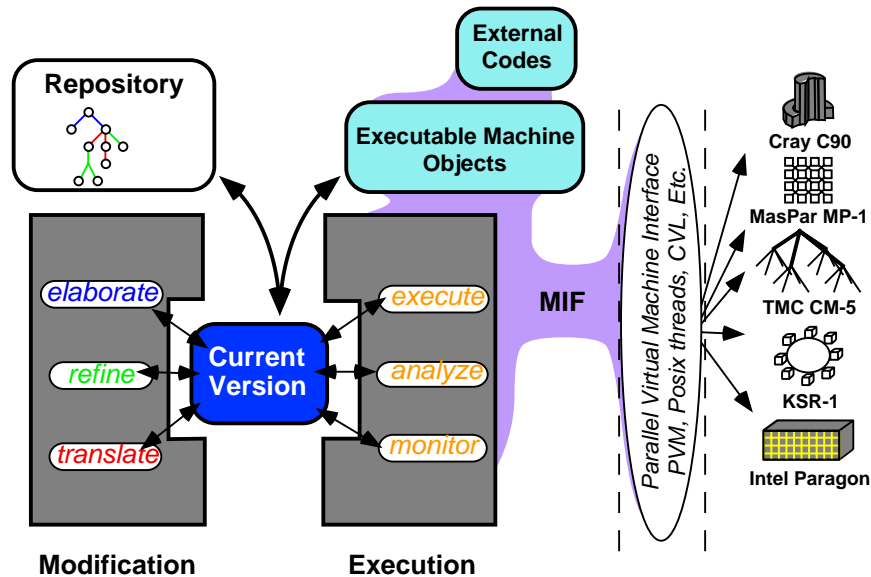 External
Codes
Repository
Executable Machine
Objects
elaborate
refine
translate
Current
Version
execute
analyze
monitor
MIF
Parallel Virtual Machine Interface
PVM, Posix threads, CVL, Etc.
Cray C90
MasPar MP-1
TMC CM-5
KSR-1
Intel Paragon
Modification
Execution